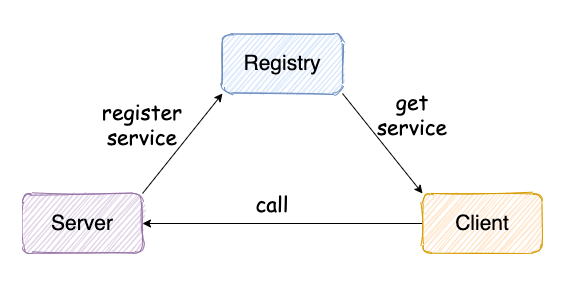 Registry
register
service
get
service
call
Server
Client